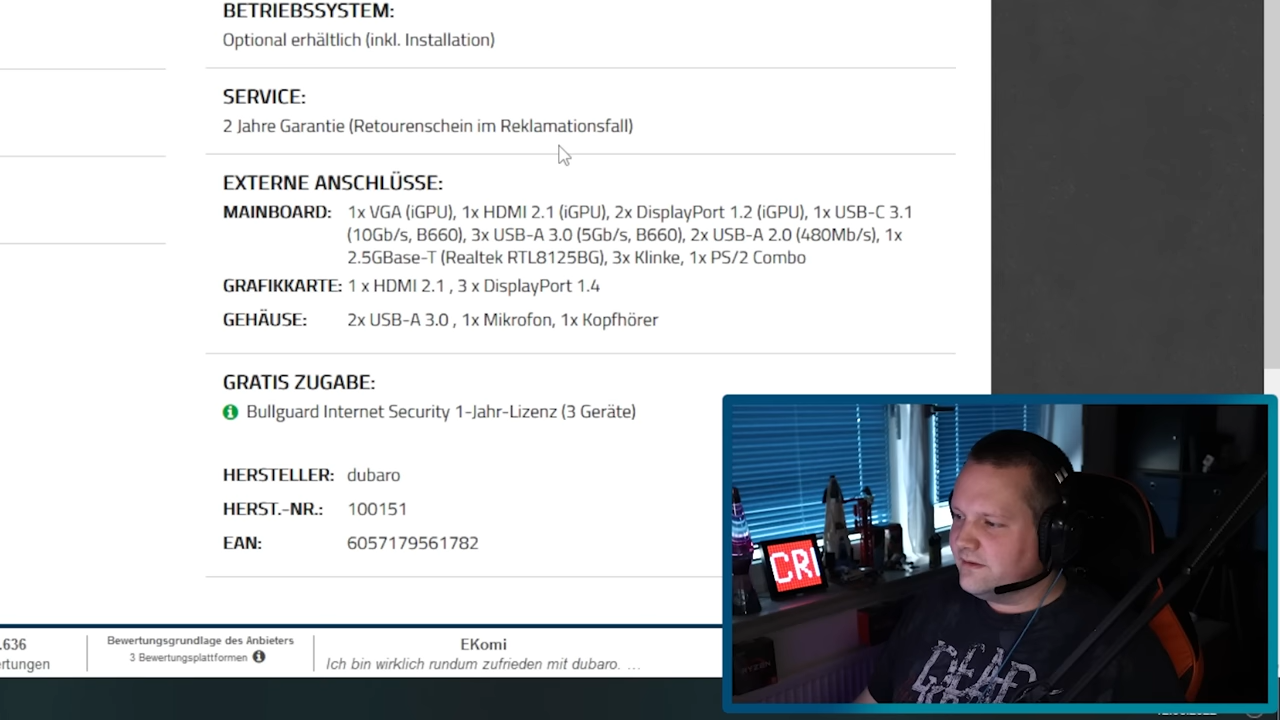 BETRIEBSSYSTEM:
Optional erhältlich (inkl. Installation)
SERVICE:
2 Jahre Garantie (Retourenschein im Reklamationsfall)
EXTERNE ANSCHLÜSSE:
MAINBOARD: 1x VGA (iGPU), 1x HDMI 2.1 (iGPU), 2x DisplayPort 1.2 (iGPU), 1x USB-C 3.1
(10Gb/s, B660), 3x USB-A 3.0 (5Gb/s, B660), 2x USB-A 2.0 (480Mb/s), 1x
2.5GBase-T (Realtek RTL8125BG), 3x Klinke, 1x PS/2 Combo
GRAFIKKARTE: 1 x HDMI 2.1 , 3 x DisplayPort 1.4
GEHÄUSE: 2x USB-A 3.0 , 1x Mikrofon, 1x Kopfhörer
GRATIS ZUGABE:
Bullguard Internet Security 1-Jahr-Lizenz (3 Geräte)
HERSTELLER: dubaro
HERST.-NR.: 100151
EAN: 6057179561782
.636
Bewertungsgrundlage des Anbieters
3 Bewertungsplattformen
EKomi
Ich bin wirklich rundum zufrieden mit dubaro. ...
CRI
DEAD